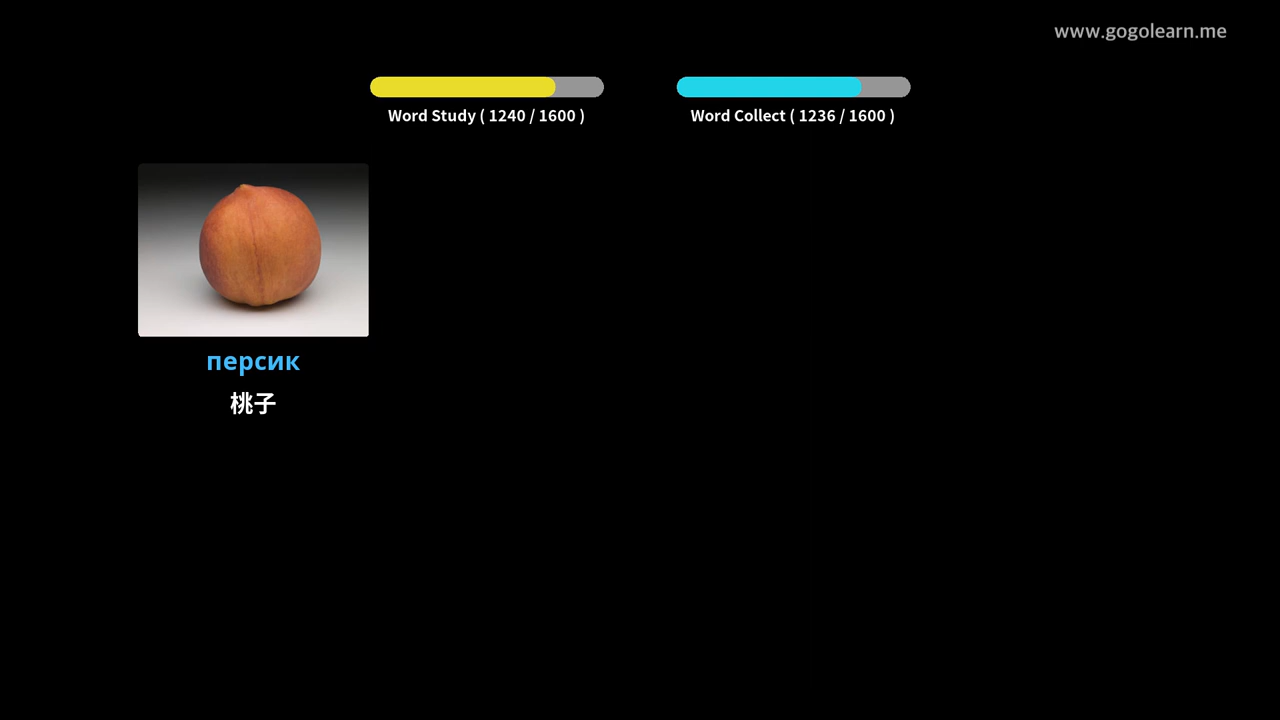 www.gogolearn.me
Word Study ( 1240 / 1600 )
Word Collect ( 1236 / 1600 )
персик
桃子